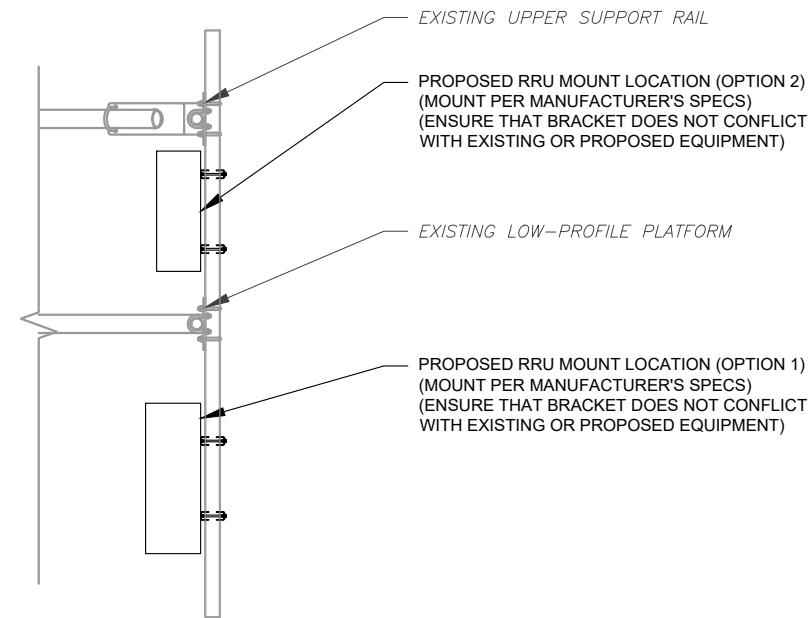 EXISTING UPPER SUPPORT RAIL
PROPOSED RRU MOUNT LOCATION (OPTION 2)
(MOUNT PER MANUFACTURER'S SPECS)
(ENSURE THAT BRACKET DOES NOT CONFLICT
WITH EXISTING OR PROPOSED EQUIPMENT)
EXISTING LOW-PROFILE PLATFORM
PROPOSED RRU MOUNT LOCATION (OPTION 1)
(MOUNT PER MANUFACTURER'S SPECS)
(ENSURE THAT BRACKET DOES NOT CONFLICT
WITH EXISTING OR PROPOSED EQUIPMENT)